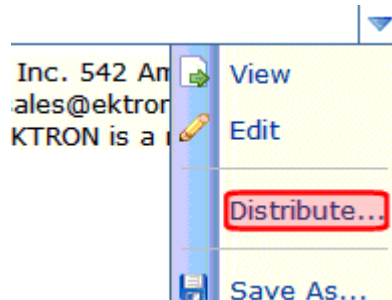 Inc. 542 Am
sales@ektron
KTRON is a
View
Edit
Distribute...
Save As...